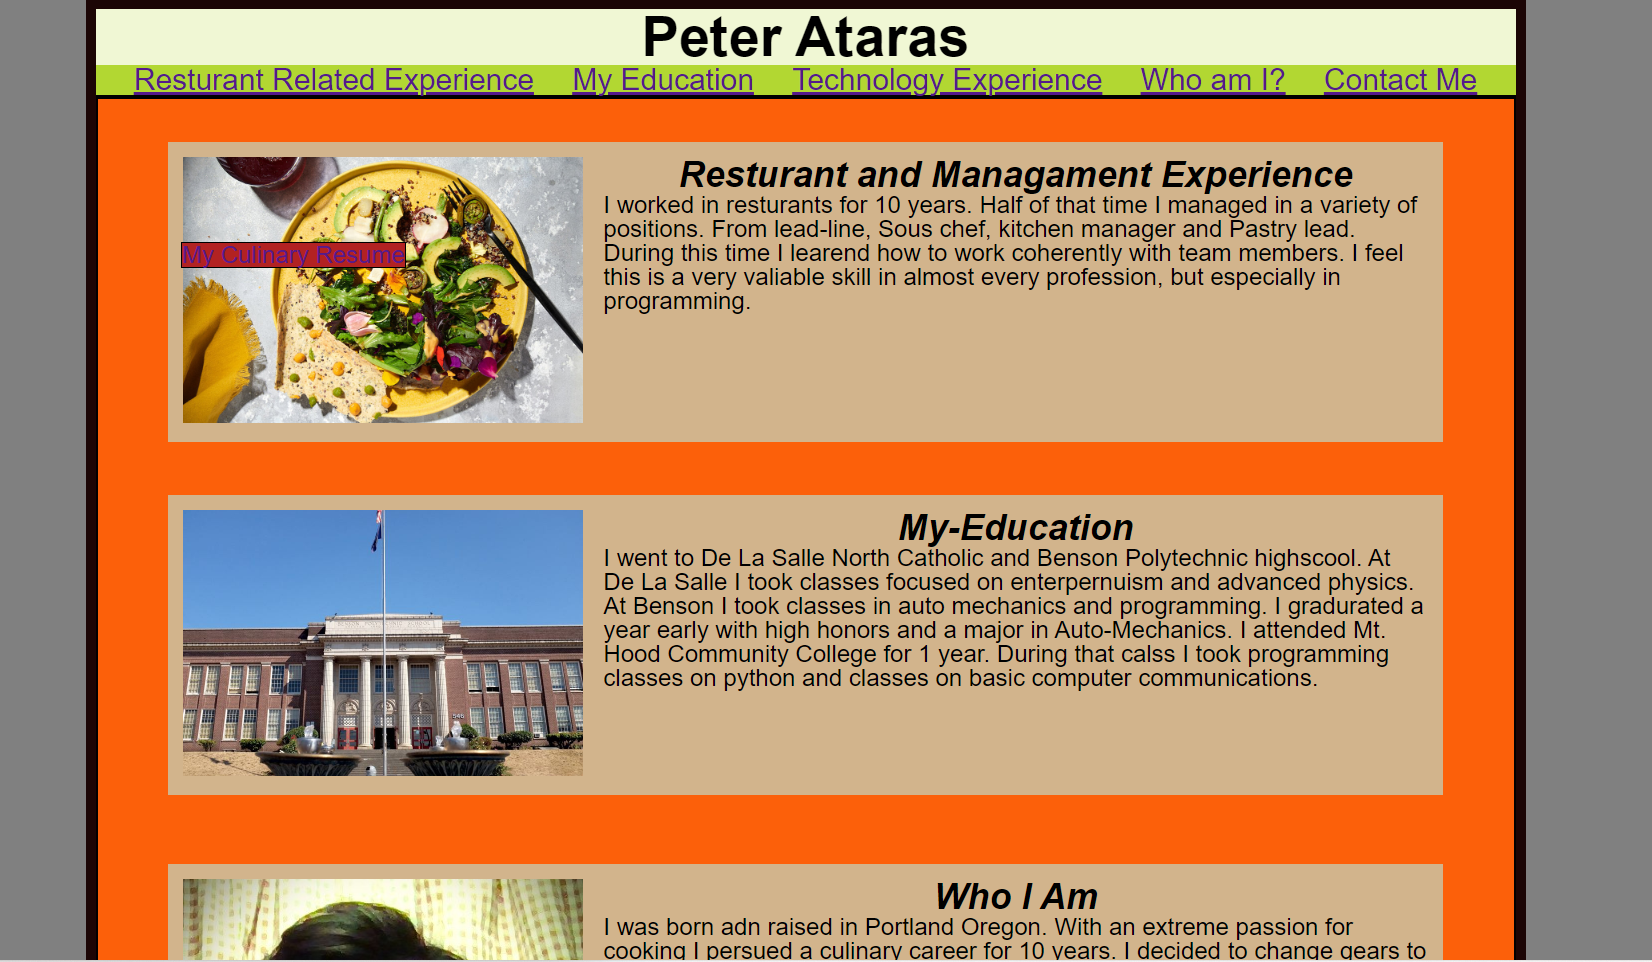 Peter Ataras
Resturant Related Experience My Education Technology Experience Who am I? Contact Me
Resturant and Managament Experience
I worked in resturants for 10 years. Half of that time I managed in a variety of
positions. From lead-line, Sous chef, kitchen manager and Pastry lead.
During this time I learend how to work coherently with team members. I feel
this is a very valiable skill in almost every profession, but especially in
programming.
My Culinary Resume
My-Education
I went to De La Salle North Catholic and Benson Polytechnic highscool. At
De La Salle I took classes focused on enterpernuism and advanced physics.
At Benson I took classes in auto mechanics and programming. I gradurated a
year early with high honors and a major in Auto-Mechanics. I attended Mt.
Hood Community College for 1 year. During that calss I took programming
classes on python and classes on basic computer communications.
546
Who I Am
I was born adn raised in Portland Oregon. With an extreme passion for
cooking I persued a culinary career for 10 years. I decided to change gears to